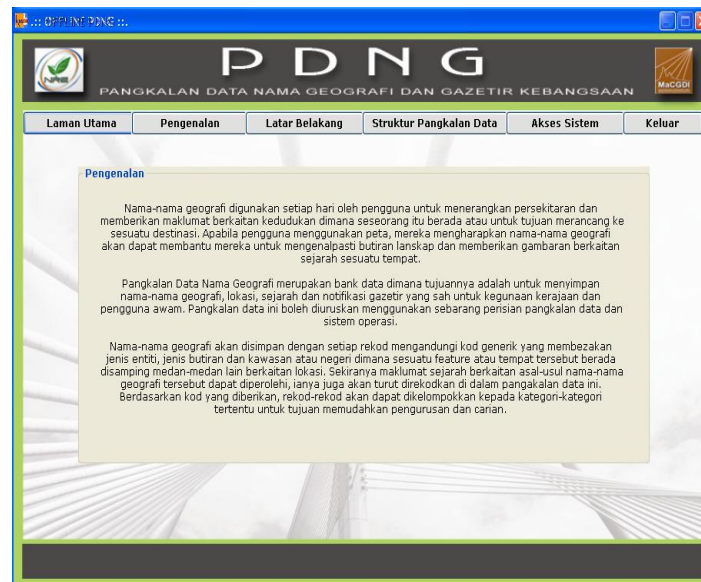 .:: OFFLINE PDNG ::.
NRE
PDNG
PANGKALAN DATA NAMA GEOGRAFI DAN GAZETIR KEBANGSAAN
MaCGDI
Laman Utama Pengenalan Latar Belakang Struktur Pangkalan Data Akses Sistem Keluar
Pengenalan
Nama-nama geografi digunakan setiap hari oleh pengguna untuk menerangkan persekitaran dan
memberikan maklumat berkaitan kedudukan dimana seseorang itu berada atau untuk tujuan merancang ke
sesuatu destinasi. Apabila pengguna menggunakan peta, mereka mengharapkan nama-nama geografi
akan dapat membantu mereka untuk mengenalpasti butiran lanskap dan memberikan gambaran berkaitan
sejarah sesuatu tempat.
Pangkalan Data Nama Geografi merupakan bank data dimana tujuannya adalah untuk menyimpan
nama-nama geografi, lokasi, sejarah dan notifikasi gazetir yang sah untuk kegunaan kerajaan dan
pengguna awam. Pangkalan data ini boleh diuruskan menggunakan sebarang perisian pangkalan data dan
sistem operasi.
Nama-nama geografi akan disimpan dengan setiap rekod mengandungi kod generik yang membezakan
jenis entiti, jenis butiran dan kawasan atau negeri dimana sesuatu feature atau tempat tersebut berada
disamping medan-medan lain berkaitan lokasi. Sekiranya maklumat sejarah berkaitan asal-usul nama-nama
geografi tersebut dapat diperolehi, ianya juga akan turut direkodkan di dalam pangakalan data ini.
Berdasarkan kod yang diberikan, rekod-rekod akan dapat dikelompokkan kepada kategori-kategori
tertentu untuk tujuan memudahkan pengurusan dan carian.